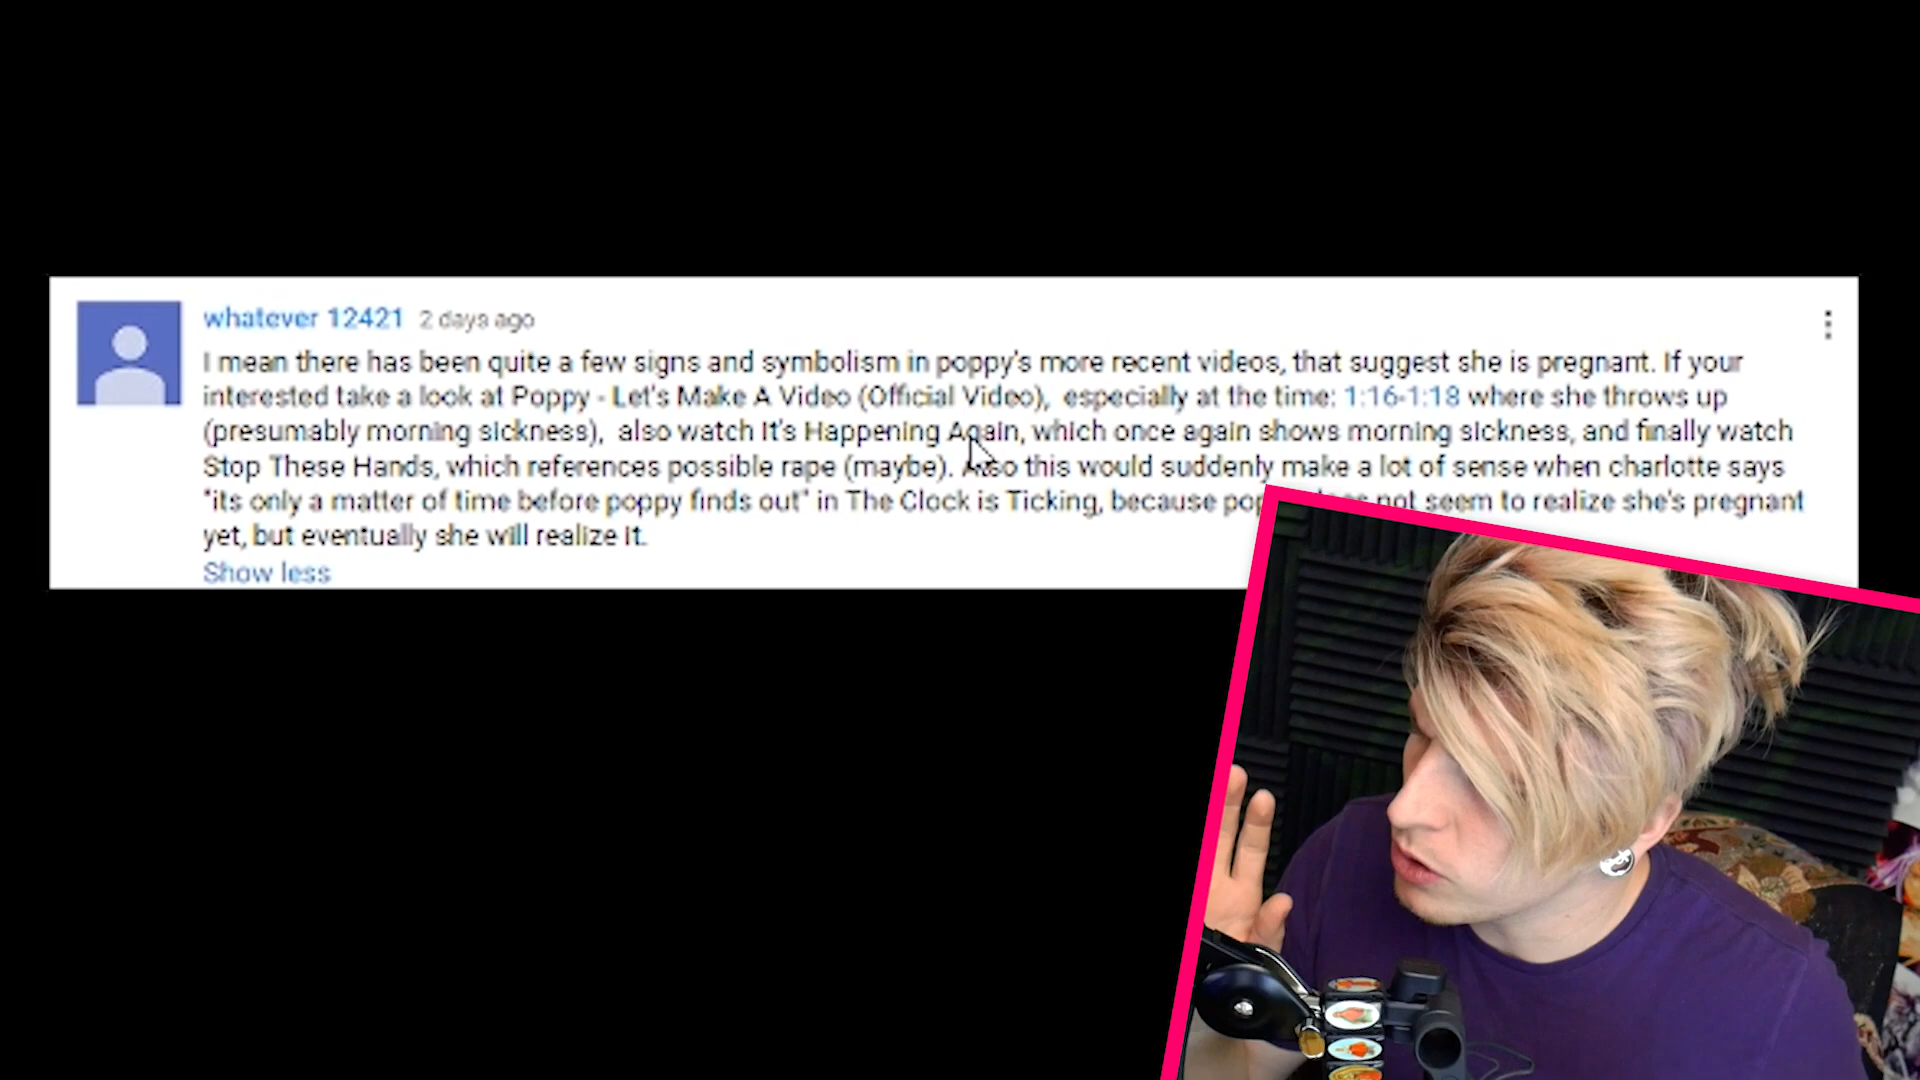 whatever 12421 2 days ago
I mean there has been quite a few signs and symbolism in poppy's more recent videos, that suggest she is pregnant. If your
interested take a look at Poppy - Let's Make A Video (Official Video), especially at the time: 1:16-1:18 where she throws up
(presumably morning sickness), also watch It's Happening Again, which once again shows morning sickness, and finally watch
Stop These Hands, which references possible rape (maybe). Also this would suddenly make a lot of sense when charlotte says
"its only a matter of time before poppy finds out" in The Clock is Ticking, because not seem to realize she's pregnant
yet, but eventually she will realize it.
Show less